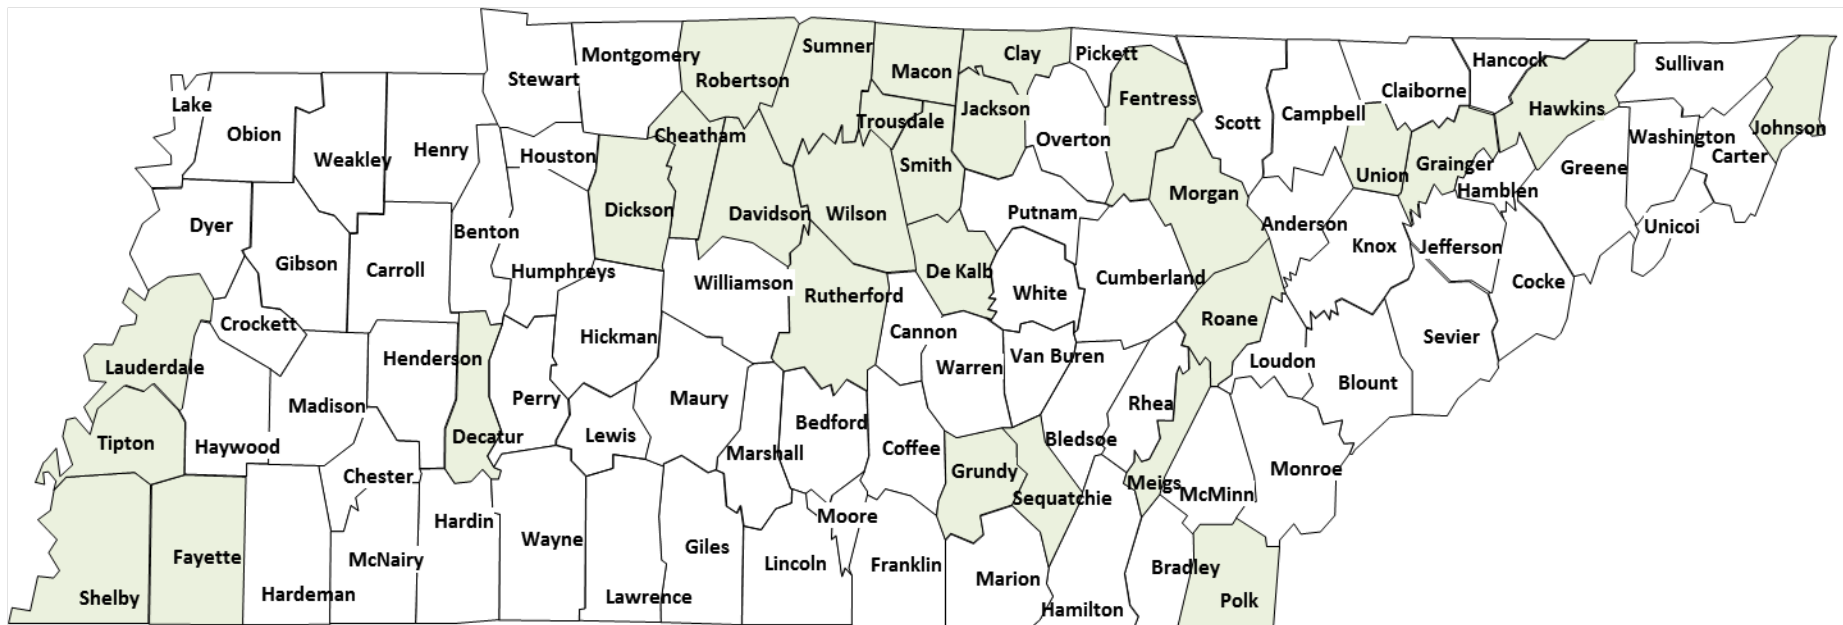 Lake
Obion
Weakley
Henry
Stewart
Montgomery
Robertson
Sumner
Macon
Clay
Pickett
Fentress
Scott
Campbell
Claiborne
Hancock
Hawkins
Sullivan
Johnson
Houston
Cheatham
Trousdale
Jackson
Overton
Smith
Union
Grainger
Hamblen
Greene
Washington
Carter
Unicoi
Dyer
Gibson
Carroll
Benton
Humphreys
Dickson
Davidson
Wilson
Williamson
Rutherford
De Kalb
Putnam
White
Cumberland
Morgan
Anderson
Knox
Jefferson
Cocke
Roane
Loudon
Blount
Sevier
Lauderdale
Crockett
Henderson
Hickman
Cannon
Warren
Van Buren
Tipton
Haywood
Madison
Decatur
Perry
Lewis
Maury
Marshall
Bedford
Coffee
Grundy
Sequatchie
Bledsoe
Rhea
Meigs
McMinn
Monroe
Chester
Shelby
Fayette
Hardeman
McNairy
Hardin
Wayne
Lawrence
Giles
Lincoln
Moore
Franklin
Marion
Hamilton
Bradley
Polk